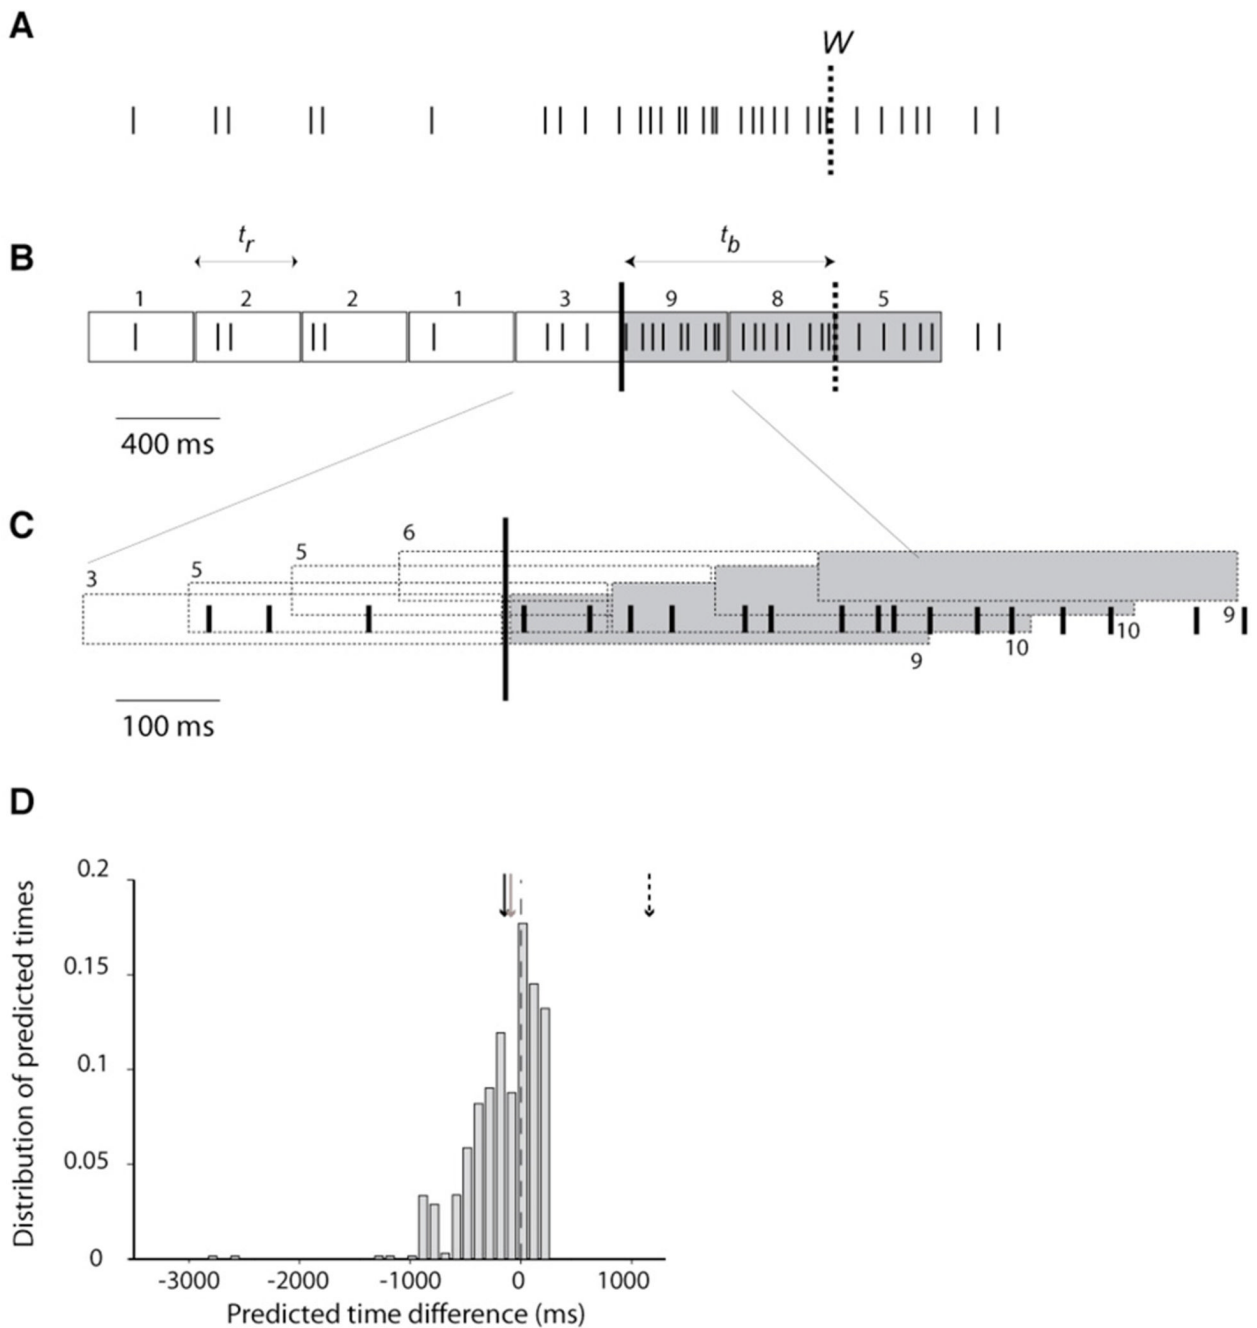 A
W
B
t_r
t_b
1 2 2 1 3 9 8 5
400 ms
C
6
5
5
3
9
10
10
9
100 ms
D
0.2
0.15
0.1
0.05
0
Distribution of predicted times
-3000 -2000 -1000 0 1000
Predicted time difference (ms)